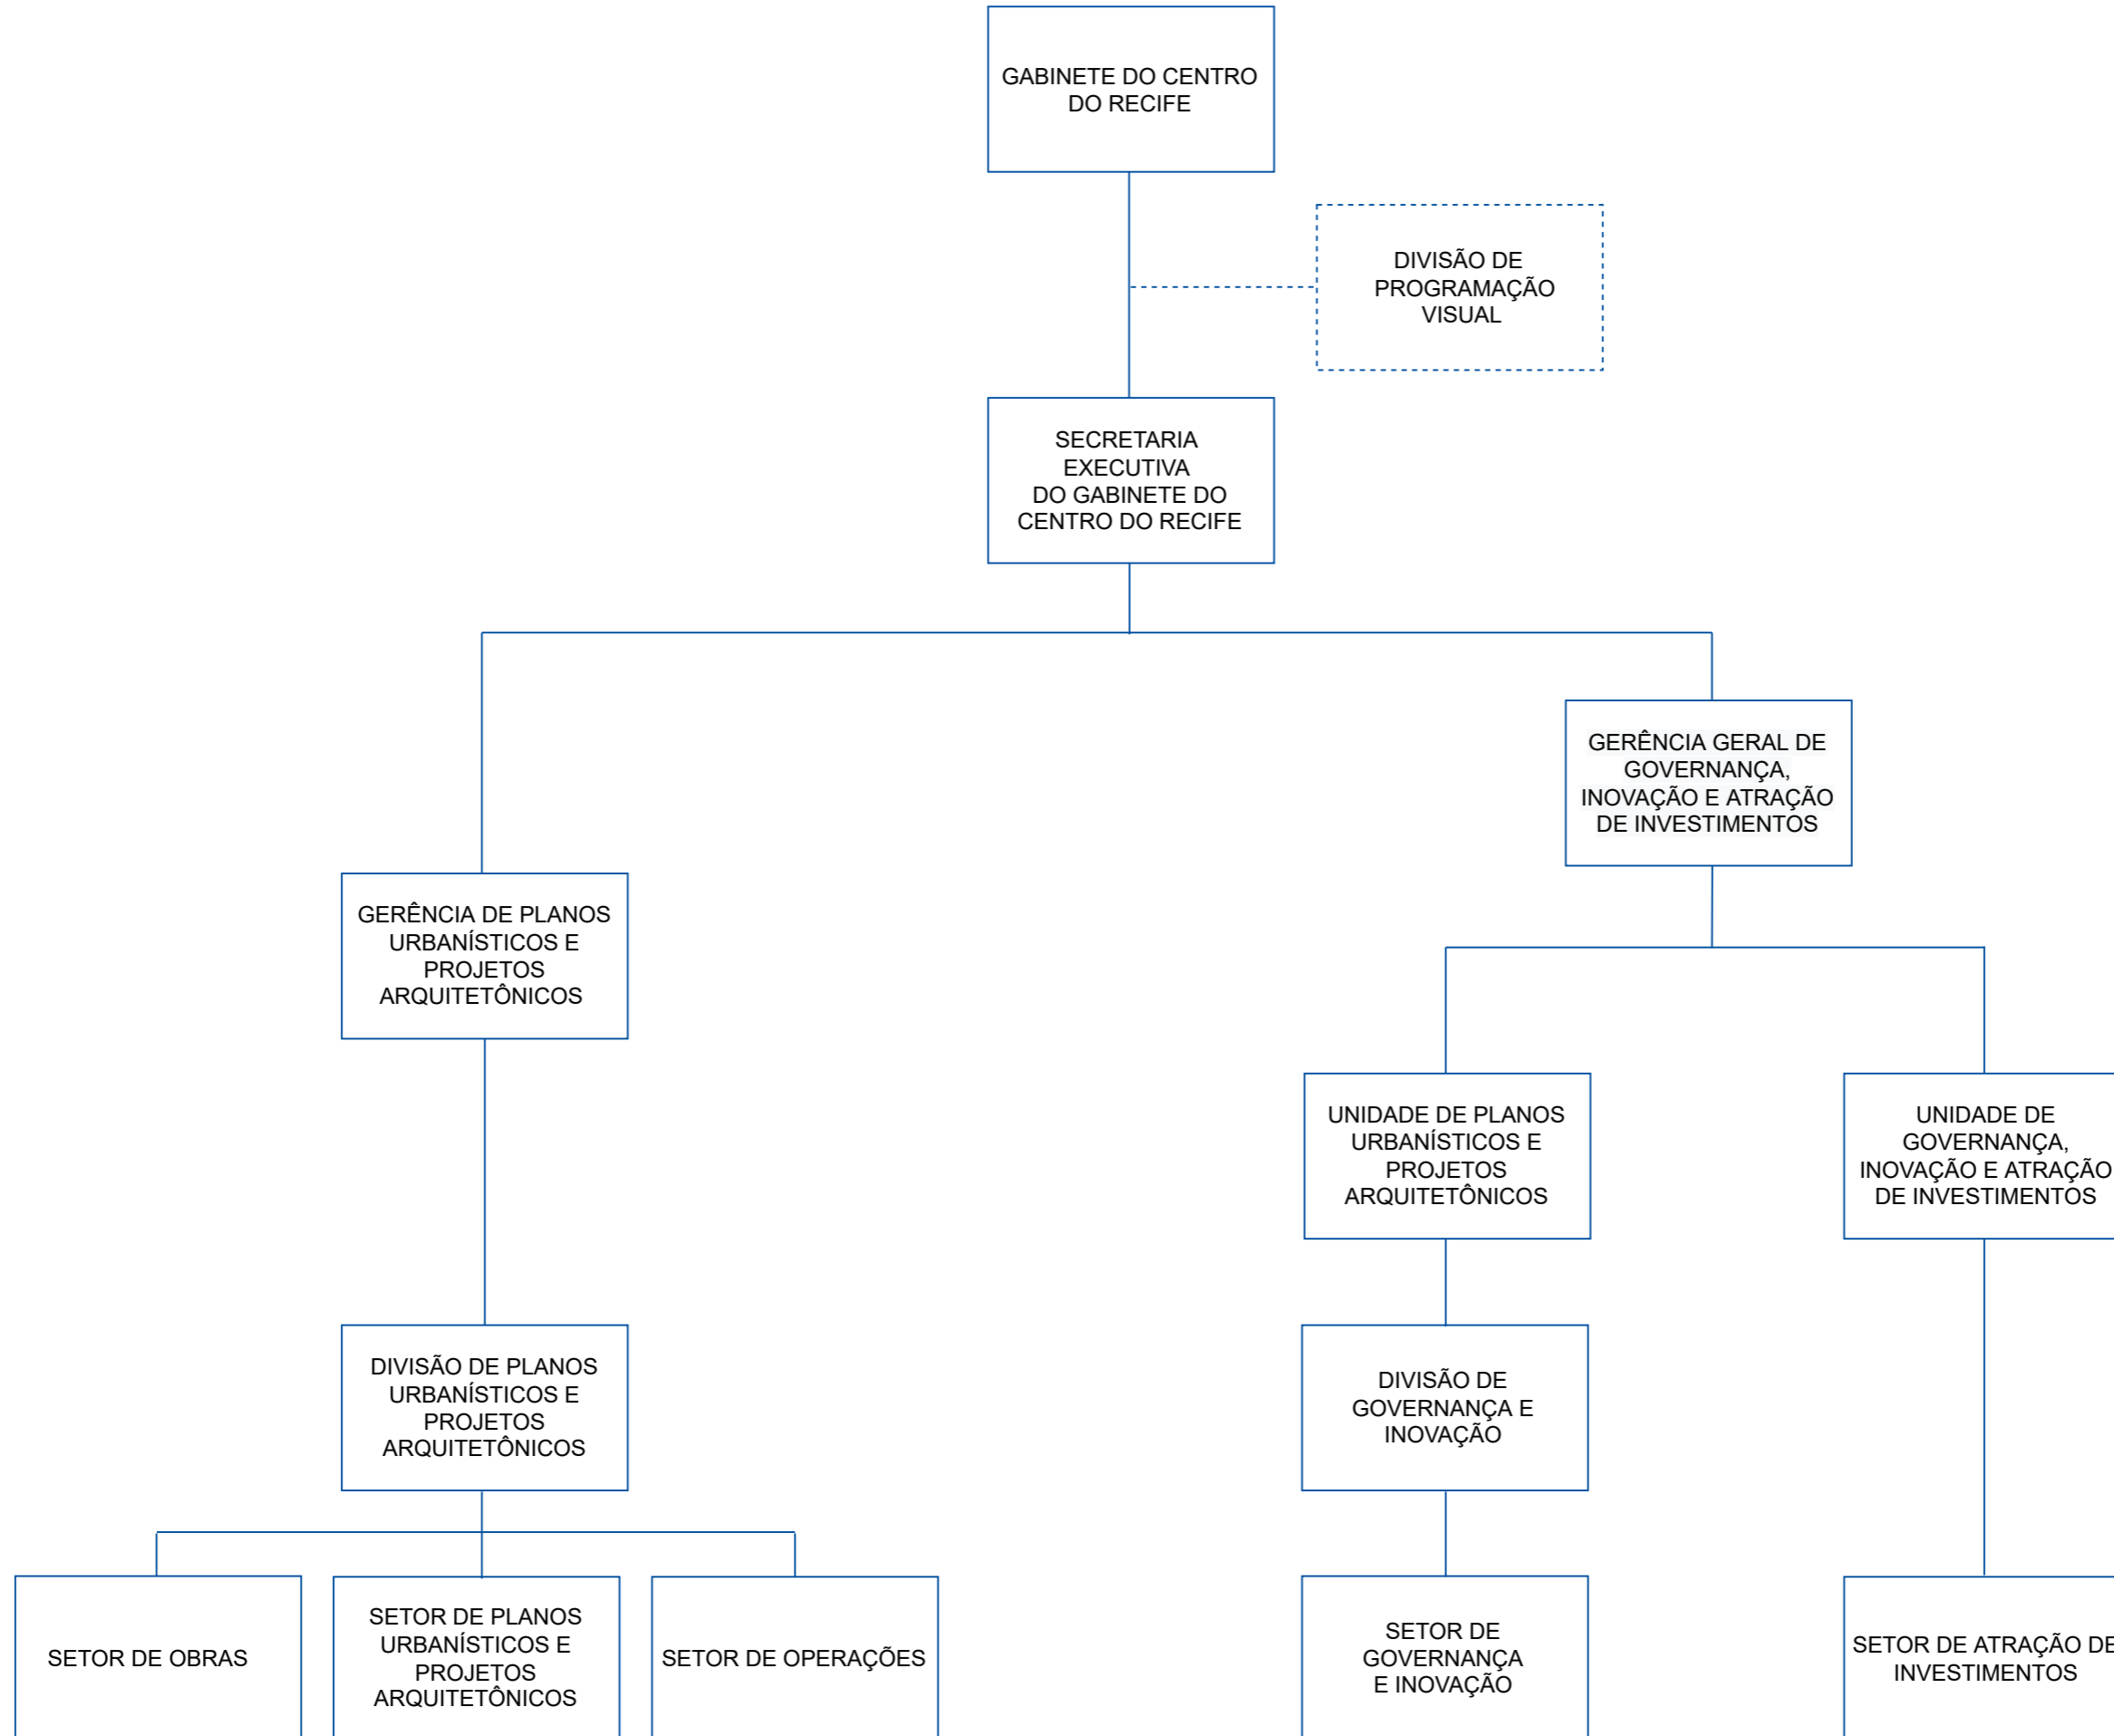 GABINETE DO CENTRO
DO RECIFE
DIVISÃO DE
PROGRAMAÇÃO
VISUAL
SECRETARIA
EXECUTIVA
DO GABINETE DO
CENTRO DO RECIFE
GERÊNCIA GERAL DE
GOVERNANÇA,
INOVAÇÃO E ATRAÇÃO
DE INVESTIMENTOS
GERÊNCIA DE PLANOS
URBANÍSTICOS E
PROJETOS
ARQUITETÔNICOS
UNIDADE DE PLANOS
URBANÍSTICOS E
PROJETOS
ARQUITETÔNICOS
UNIDADE DE
GOVERNANÇA,
INOVAÇÃO E ATRAÇÃO
DE INVESTIMENTOS
DIVISÃO DE PLANOS
URBANÍSTICOS E
PROJETOS
ARQUITETÔNICOS
DIVISÃO DE
GOVERNANÇA E
INOVAÇÃO
SETOR DE OBRAS
SETOR DE PLANOS
URBANÍSTICOS E
PROJETOS
ARQUITETÔNICOS
SETOR DE OPERAÇÕES
SETOR DE
GOVERNANÇA
E INOVAÇÃO
SETOR DE ATRAÇÃO DE
INVESTIMENTOS